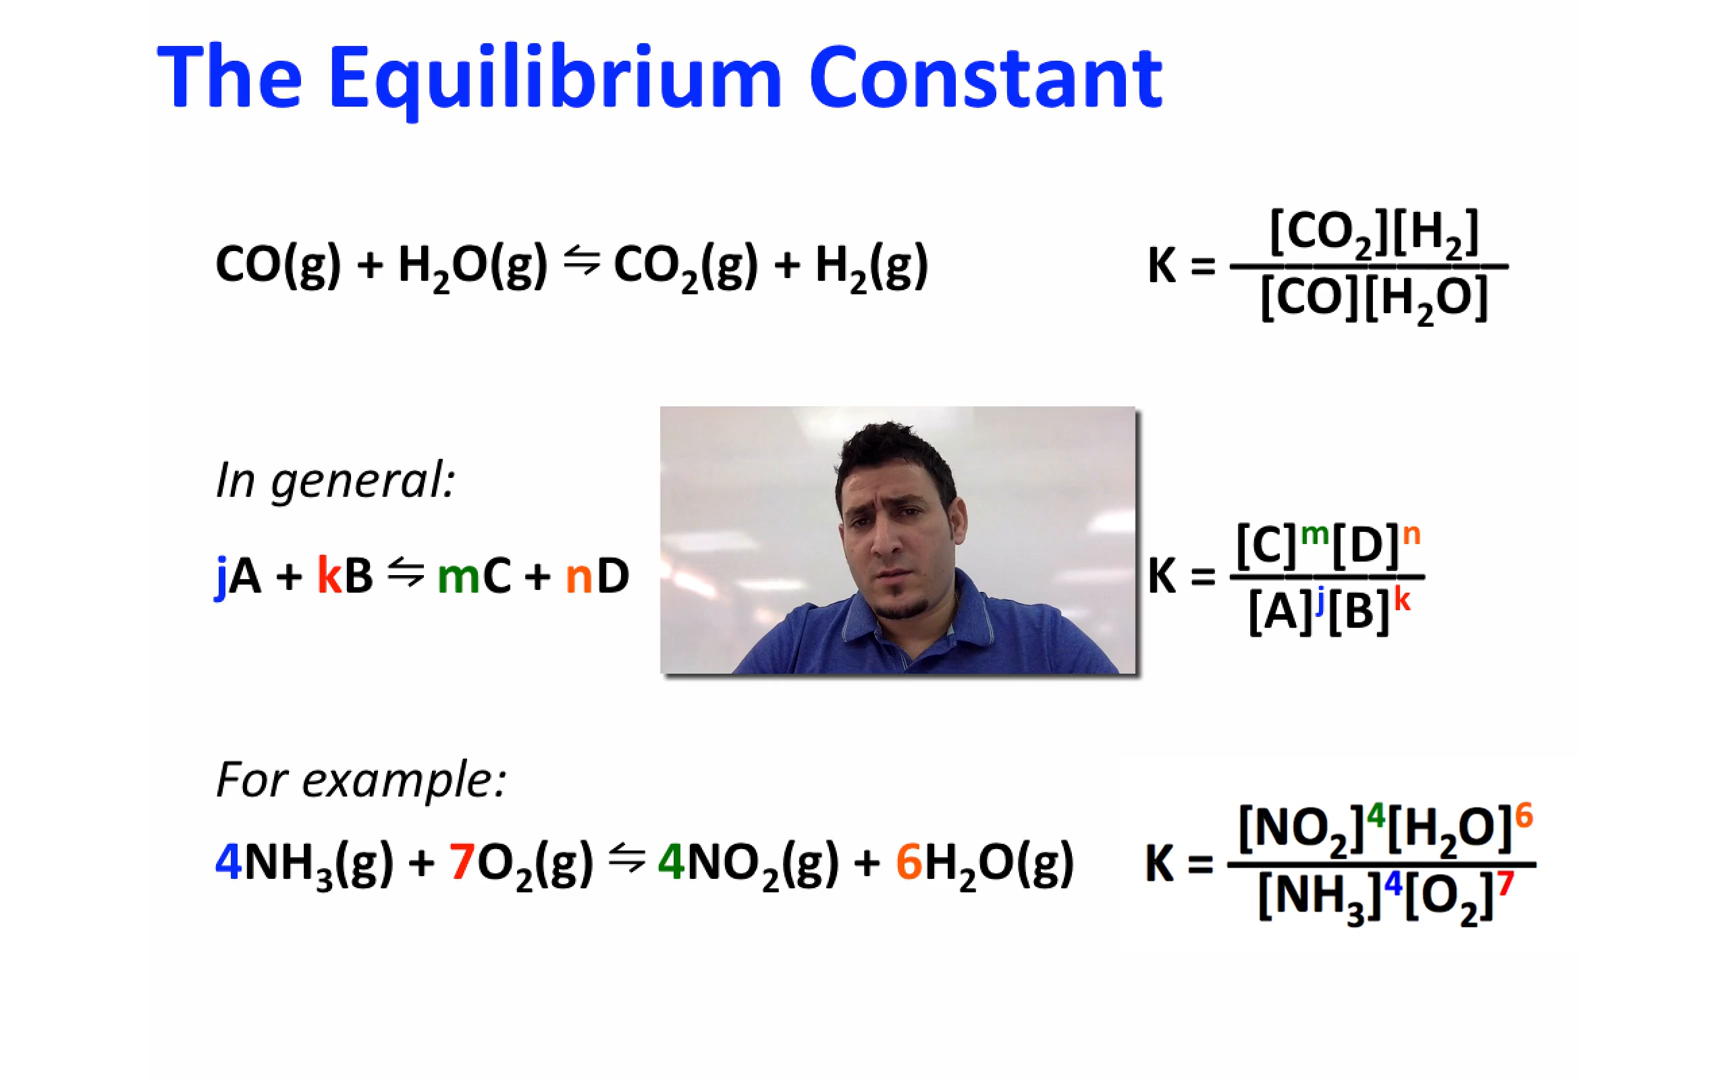 The Equilibrium Constant
CO(g) + H₂O(g) ⇋ CO₂(g) + H₂(g) K = [CO₂][H₂] / [CO][H₂O]
In general:
jA + kB ⇋ mC + nD K = [C]ᵐ[D]ⁿ / [A]ʲ[B]ᵏ
For example:
4NH₃(g) + 7O₂(g) ⇋ 4NO₂(g) + 6H₂O(g) K = [NO₂]⁴[H₂O]⁶ / [NH₃]⁴[O₂]⁷